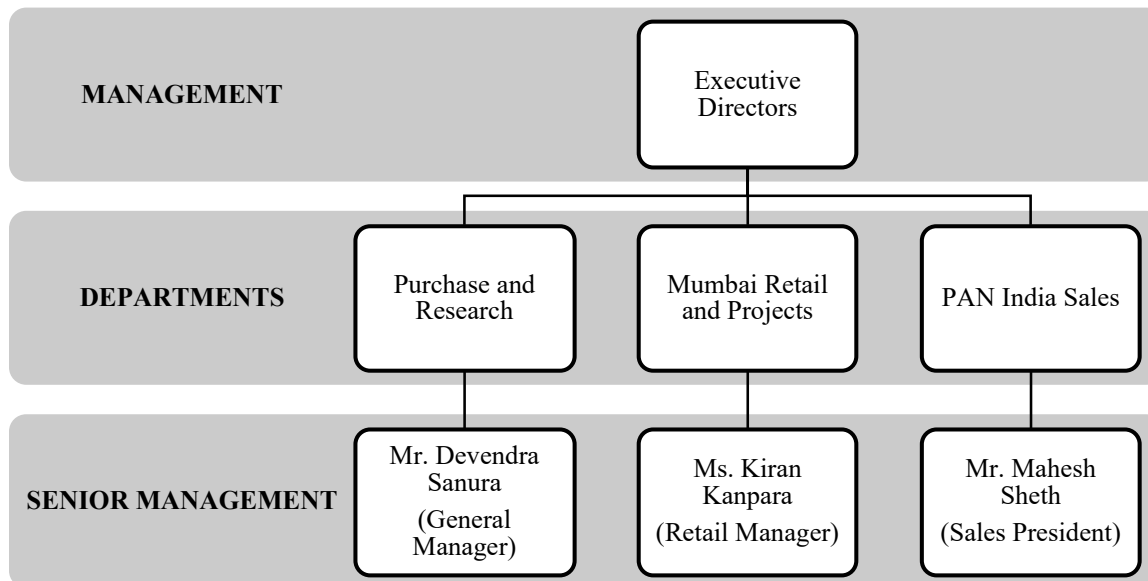 MANAGEMENT
Executive
Directors
DEPARTMENTS
Purchase and
Research
Mumbai Retail
and Projects
PAN India Sales
SENIOR MANAGEMENT
Mr. Devendra
Sanura
(General
Manager)
Ms. Kiran
Kanpara
(Retail Manager)
Mr. Mahesh
Sheth
(Sales President)